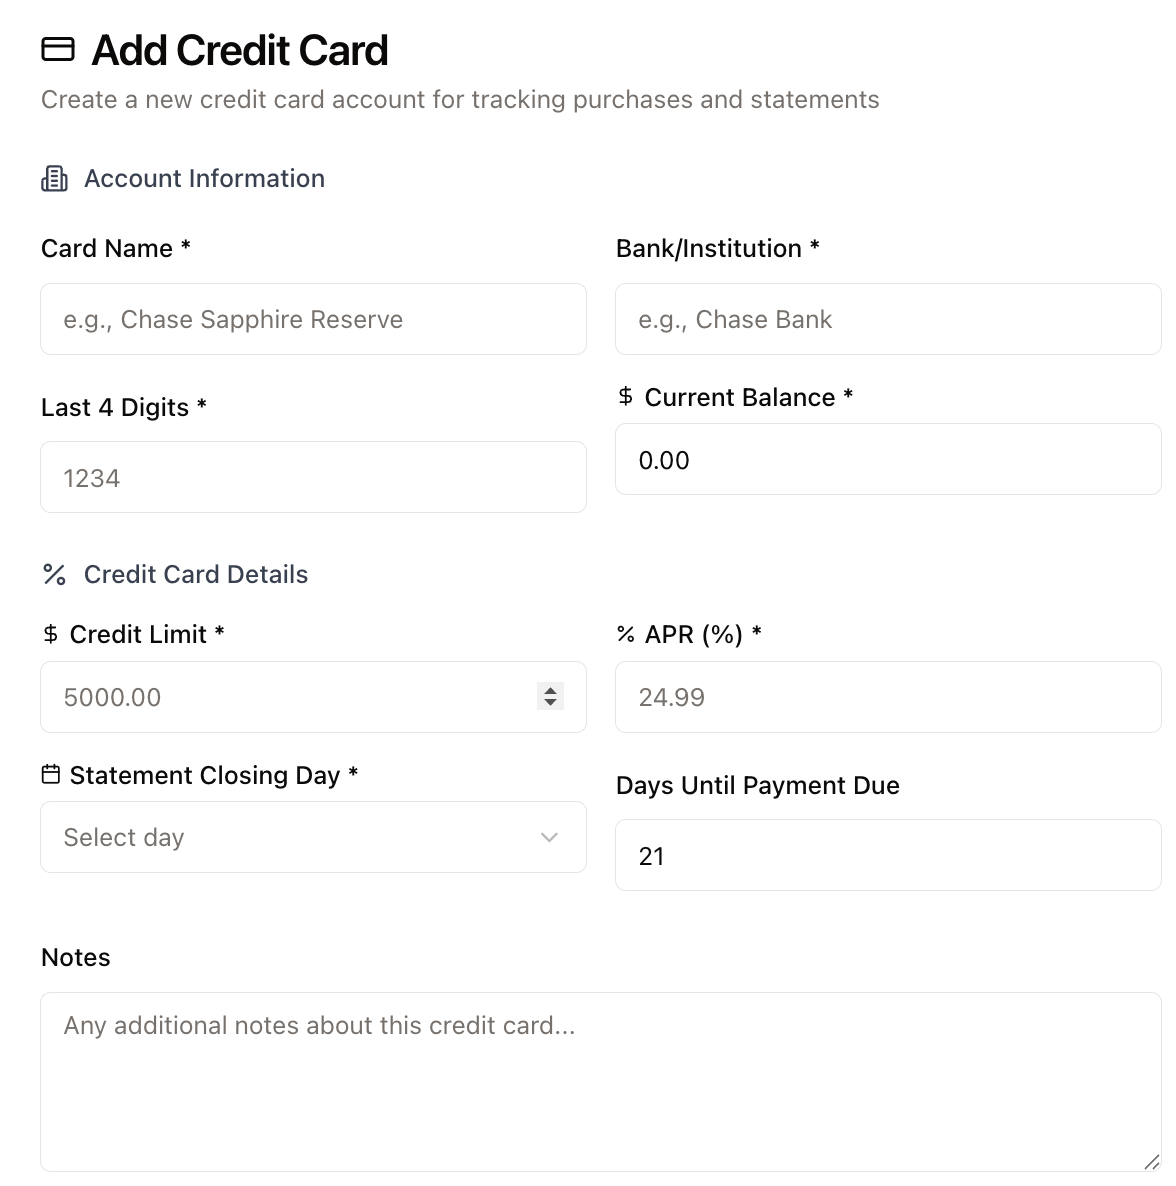 Add Credit Card
Create a new credit card account for tracking purchases and statements
Account Information
Card Name *
Bank/Institution *
e.g., Chase Sapphire Reserve
e.g., Chase Bank
Last 4 Digits *
$ Current Balance *
1234
0.00
% Credit Card Details
$ Credit Limit *
% APR (%) *
5000.00
24.99
Statement Closing Day *
Days Until Payment Due
Select day
21
Notes
Any additional notes about this credit card...